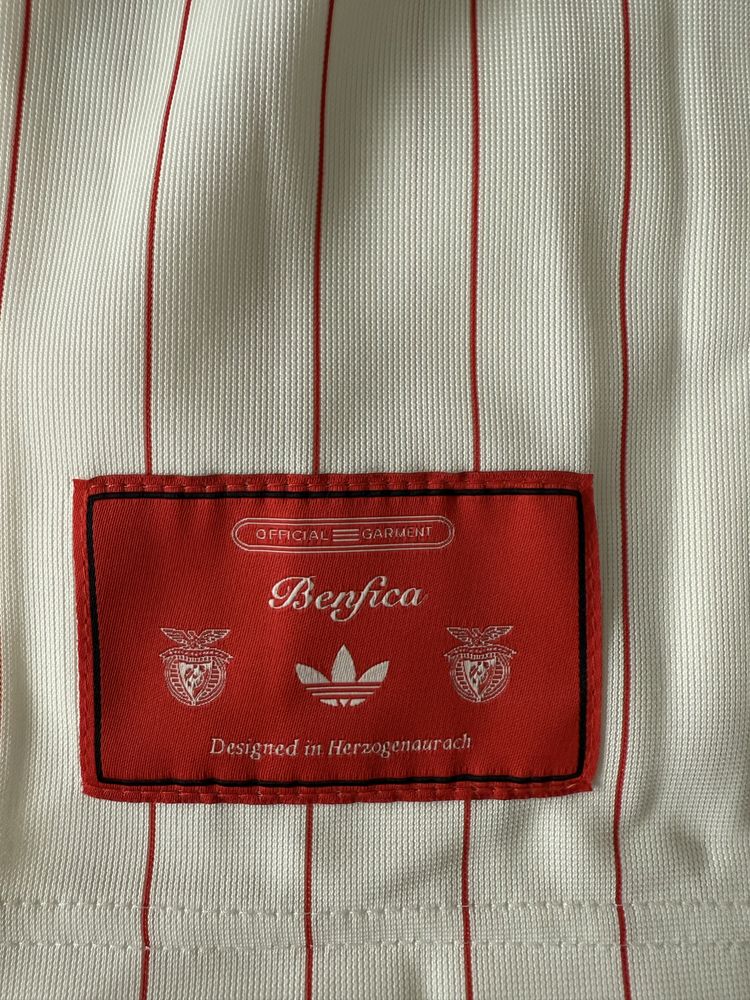 OFFICIAL GARMENT
Benfica
Designed in Herzogenaurach